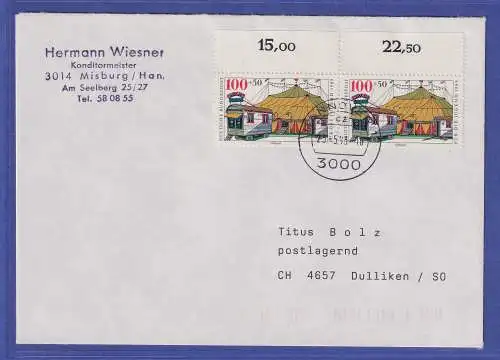 15,00 22,50
Hermann Wiesner
Konditormeister
3014 Misburg/Han.
Am Seelberg 25/27
Tel. 58 08 55
100+50 100+50
3000
Titus Bolz
postlagernd
CH 4657 Dulliken / SO